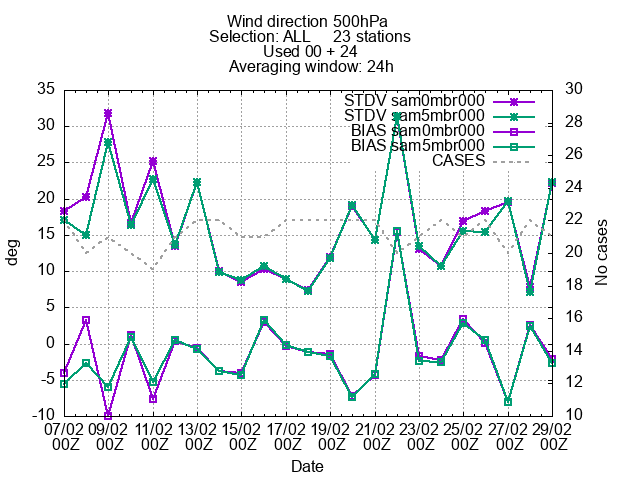 Wind direction 500hPa
Selection: ALL 23 stations
Used 00 + 24
Averaging window: 24h
35 30
STDV sam0mbr000
30 28
STDV sam5mbr000
BIAS sam0mbr000
25 26
BIAS sam5mbr000
CASES
20 24
15 22
10 20
5 18
0 16
-5 14
-10 12
10
deg
No cases
07/02 09/02 11/02 13/02 15/02 17/02 19/02 21/02 23/02 25/02 27/02 29/02
00Z 00Z 00Z 00Z 00Z 00Z 00Z 00Z 00Z 00Z 00Z 00Z
Date